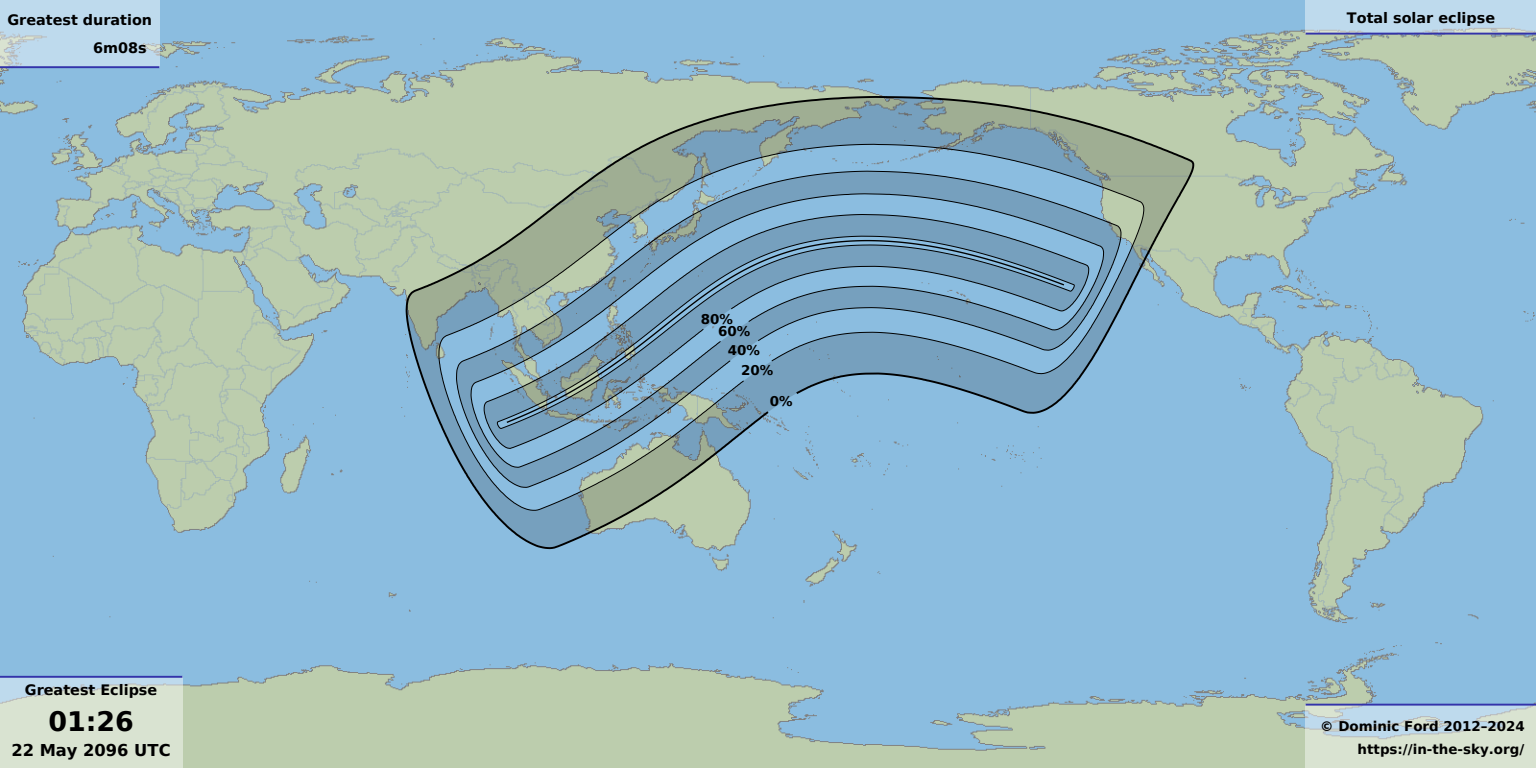 Greatest duration
6m08s
Total solar eclipse
80%
60%
40%
20%
0%
Greatest Eclipse
01:26
22 May 2096 UTC
© Dominic Ford 2012–2024
https://in-the-sky.org/